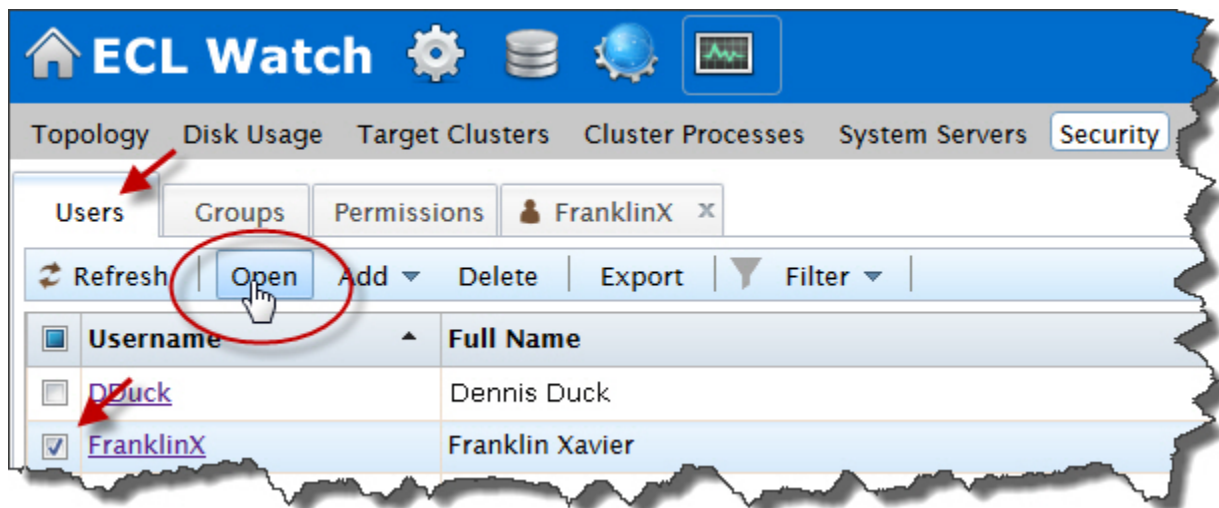 ECL Watch
Topology Disk Usage Target Clusters Cluster Processes System Servers Security
Users Groups Permissions FranklinX x
Refresh Open Add Delete Export Filter
Username Full Name
DDuck Dennis Duck
FranklinX Franklin Xavier